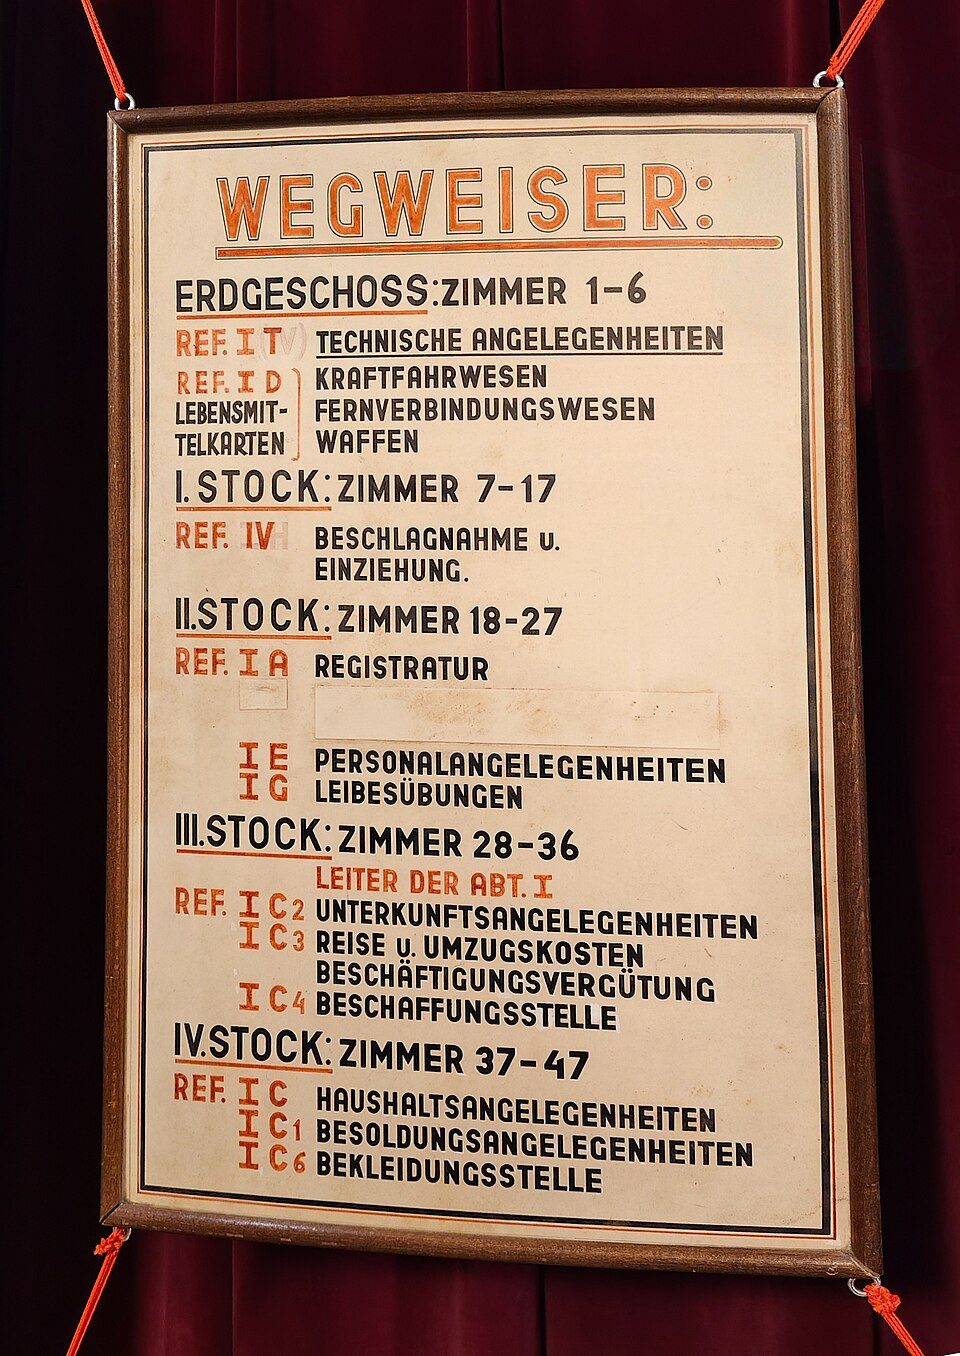 WEGWEISER:
ERDGESCHOSS: ZIMMER 1-6
REF. I T TECHNISCHE ANGELEGENHEITEN
REF. I D KRAFTFAHRWESEN
LEBENSMIT- FERNVERBINDUNGSWESEN
TELKARTEN WAFFEN
I. STOCK: ZIMMER 7-17
REF. IV BESCHLAGNAHME u.
EINZIEHUNG.
II. STOCK: ZIMMER 18-27
REF. I A REGISTRATUR
I E PERSONALANGELEGENHEITEN
I G LEIBESÜBUNGEN
III. STOCK: ZIMMER 28-36
LEITER DER ABT. I
REF. I C2 UNTERKUNFTSANGELEGENHEITEN
I C3 REISE u. UMZUGSKOSTEN
BESCHÄFTIGUNGSVERGÜTUNG
I C4 BESCHAFFUNGSSTELLE
IV. STOCK: ZIMMER 37-47
REF. I C HAUSHALTSANGELEGENHEITEN
I C1 BESOLDUNGSANGELEGENHEITEN
I C6 BEKLEIDUNGSSTELLE